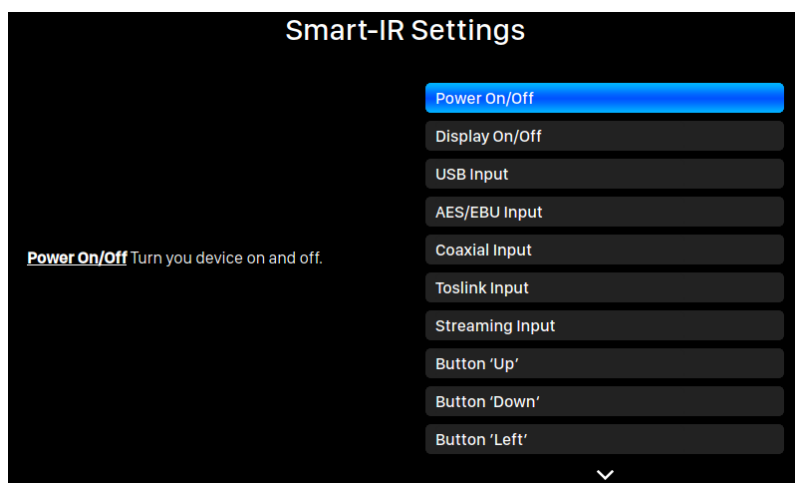 Smart-IR Settings
Power On/Off Turn you device on and off.
Power On/Off
Display On/Off
USB Input
AES/EBU Input
Coaxial Input
Toslink Input
Streaming Input
Button ‘Up’
Button ‘Down’
Button ‘Left’